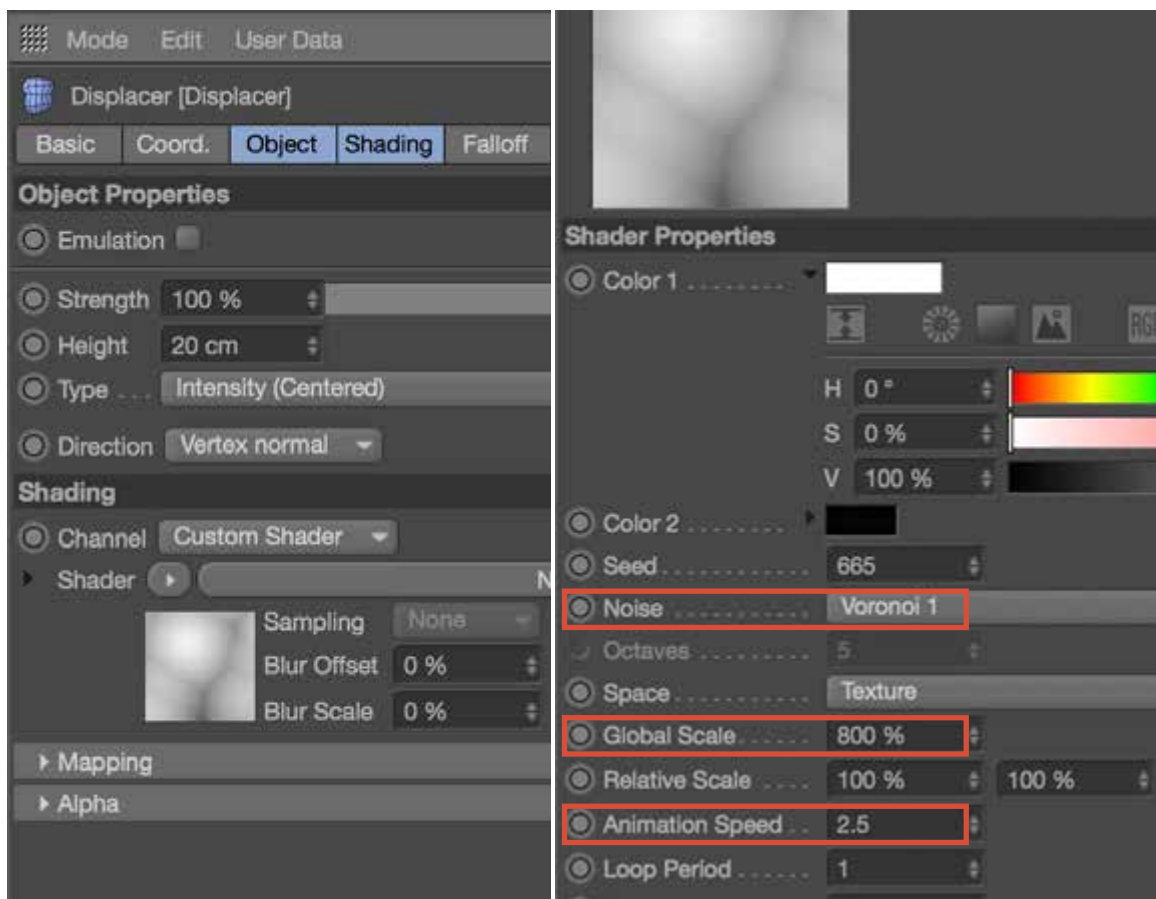 Mode Edit User Data
Displacer [Displacer]
Basic Coord. Object Shading Falloff
Object Properties
Emulation
Strength 100 %
Height 20 cm
Type . . . Intensity (Centered)
Direction Vertex normal
Shading
Channel Custom Shader
Shader N
Sampling None
Blur Offset 0 %
Blur Scale 0 %
Mapping
Alpha
Shader Properties
Color 1 . . . . . . . .
RG
H 0 °
S 0 %
V 100 %
Color 2 . . . . . . . .
Seed . . . . . . . . . . . 665
Noise . . . . . . . . . . Voronoi 1
Octaves . . . . . . . . . 5
Space . . . . . . . . . . Texture
Global Scale . . . . . . 800 %
Relative Scale . . . . 100 % 100 %
Animation Speed . . 2.5
Loop Period . . . . . . 1